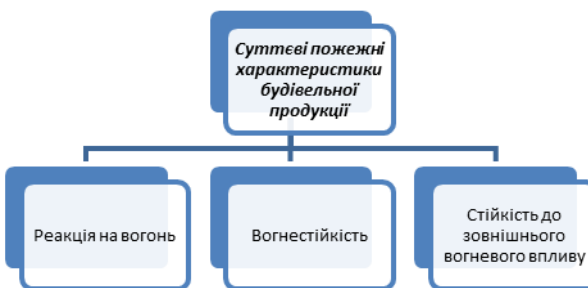 Суттєві пожежні
характеристики
будівельної
продукції
Реакція на вогонь
Вогнестійкість
Стійкість до
зовнішнього
вогневого впливу